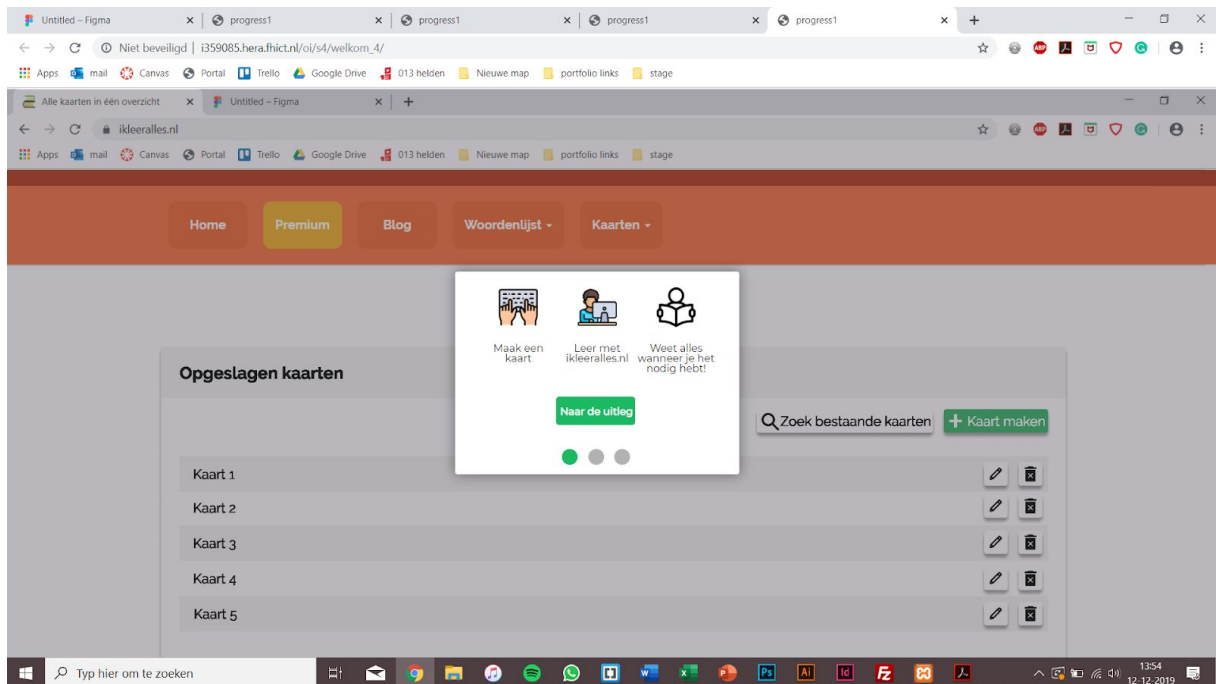 Untitled – Figma
progress1
progress1
progress1
progress1
Niet beveiligd | i359085.hera.fhict.nl/oi/s4/welkom_4/
Apps mail Canvas Portal Trello Google Drive 013 helden Nieuwe map portfolio links stage
Alle kaarten in één overzicht
Untitled – Figma
ikleeralles.nl
Apps mail Canvas Portal Trello Google Drive 013 helden Nieuwe map portfolio links stage
Home Premium Blog Woordenlijst Kaarten
Maak een
kaart
Leer met
ikleeralles.nl
Weet alles
wanneer je het
nodig hebt!
Naar de uitleg
Opgeslagen kaarten
Zoek bestaande kaarten
+ Kaart maken
Kaart 1
Kaart 2
Kaart 3
Kaart 4
Kaart 5
Typ hier om te zoeken
13:54
12-12-2019